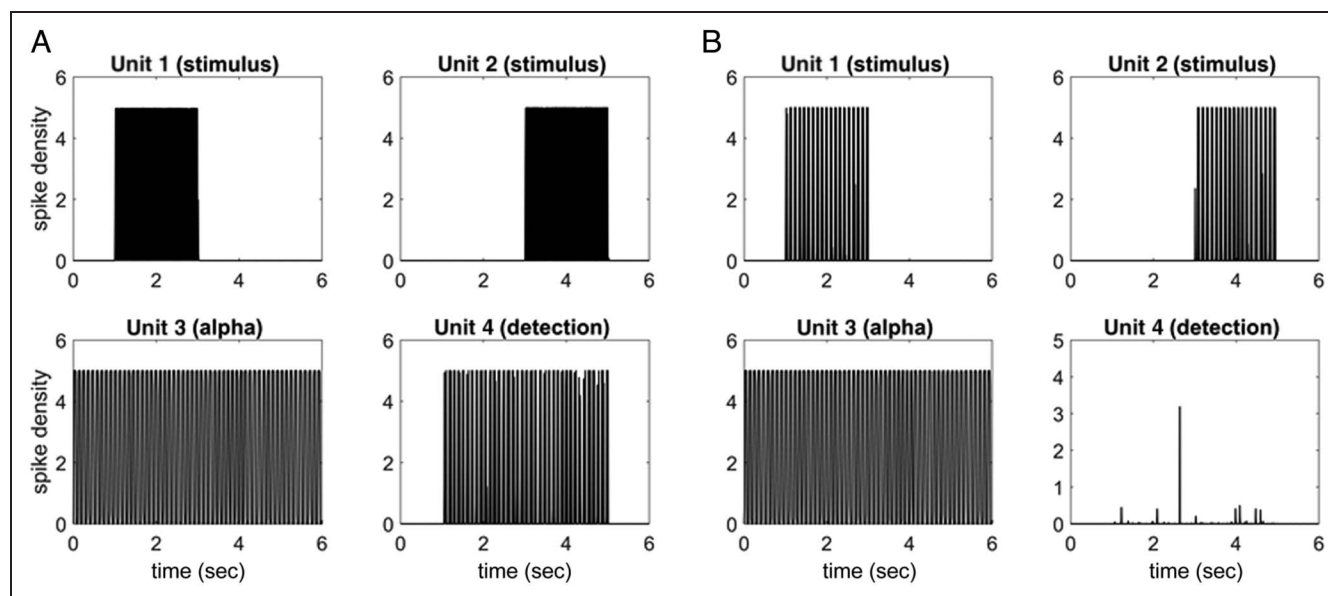 A
B
Unit 1 (stimulus)
Unit 2 (stimulus)
Unit 1 (stimulus)
Unit 2 (stimulus)
spike density
6
4
2
0
0 2 4 6
6
4
2
0
0 2 4 6
6
4
2
0
0 2 4 6
6
4
2
0
0 2 4 6
Unit 3 (alpha)
Unit 4 (detection)
Unit 3 (alpha)
Unit 4 (detection)
spike density
6
4
2
0
0 2 4 6
6
4
2
0
0 2 4 6
6
4
2
0
0 2 4 6
5
4
3
2
1
0
0 2 4 6
time (sec)
time (sec)
time (sec)
time (sec)